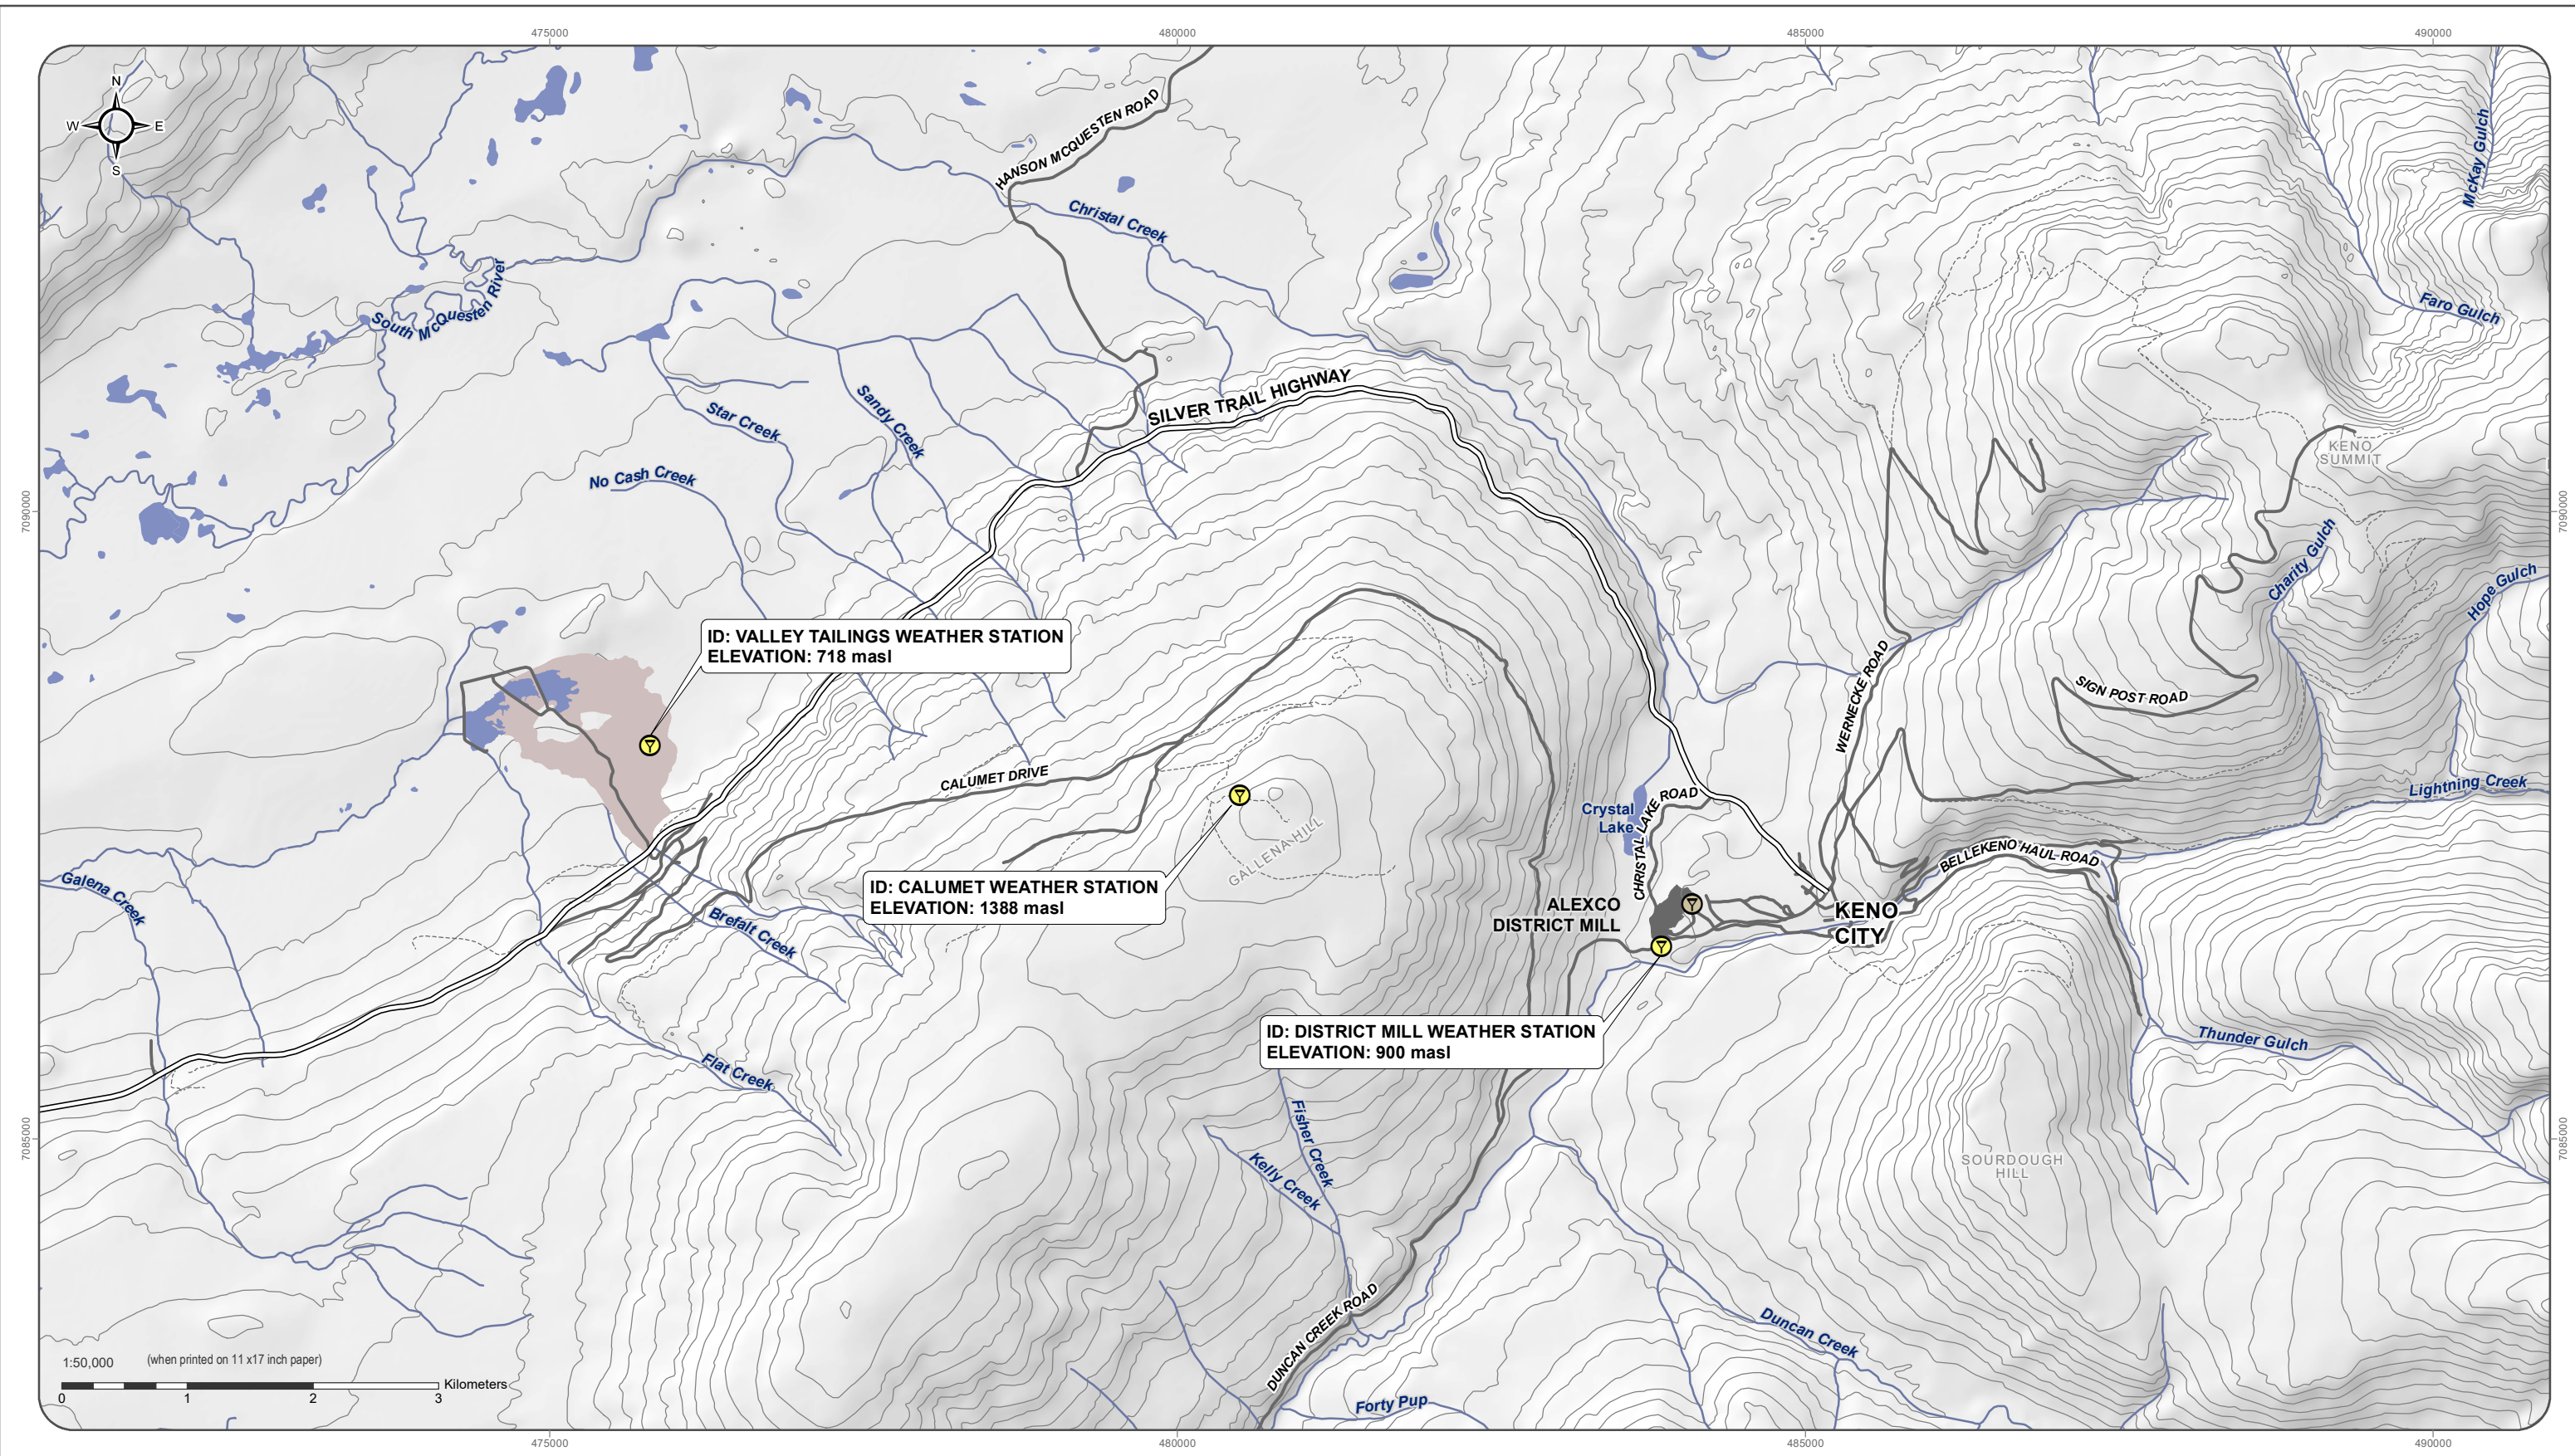 475000
480000
485000
490000
N
W
E
S
HANSON MCQUESTEN ROAD
Christal Creek
McKay Gulch
South McQuesten River
Faro Gulch
SILVER TRAIL HIGHWAY
Star Creek
Sandy Creek
No Cash Creek
KENO
SUMMIT
7090000
7090000
Charity Gulch
Hope Gulch
ID: VALLEY TAILINGS WEATHER STATION
ELEVATION: 718 masl
WERNECKE ROAD
SIGN POST ROAD
CALUMET DRIVE
Lightning Creek
Crystal
Lake
CHRISTAL LAKE ROAD
GALLENA HILL
BELLEKENO HAUL ROAD
Galena Creek
ID: CALUMET WEATHER STATION
ELEVATION: 1388 masl
ALEXCO
DISTRICT MILL
KENO
CITY
Brefalt Creek
ID: DISTRICT MILL WEATHER STATION
ELEVATION: 900 masl
Thunder Gulch
Flat Creek
Fisher Creek
Kelly Creek
7085000
7085000
SOURDOUGH
HILL
DUNCAN CREEK ROAD
Duncan Creek
Forty Pup
1:50,000 (when printed on 11 x17 inch paper)
Kilometers
0 1 2 3
475000
480000
485000
490000